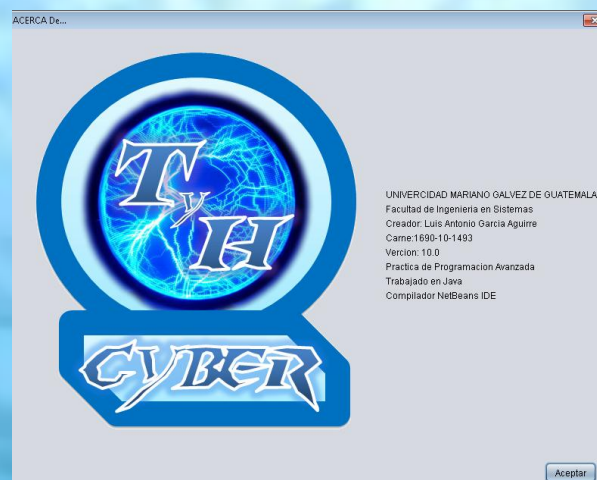 ACERCA De...
T y H
CYBER
UNIVERCIDAD MARIANO GALVEZ DE GUATEMALA
Facultad de Ingenieria en Sistemas
Creador: Luis Antonio Garcia Aguirre
Carne:1690-10-1493
Vercion: 10.0
Practica de Programacion Avanzada
Trabajado en Java
Compilador NetBeans IDE
Aceptar